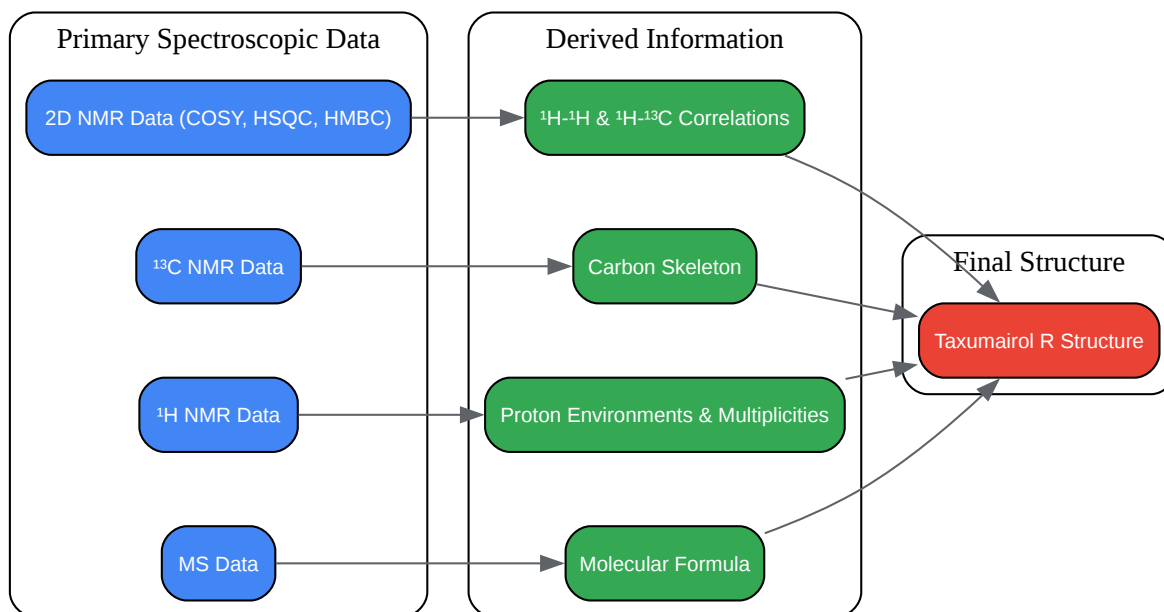 Primary Spectroscopic Data
2D NMR Data (COSY, HSQC, HMBC)
¹³C NMR Data
¹H NMR Data
MS Data
Derived Information
¹H-¹H & ¹H-¹³C Correlations
Carbon Skeleton
Proton Environments & Multiplicities
Molecular Formula
Final Structure
Taxumairol R Structure